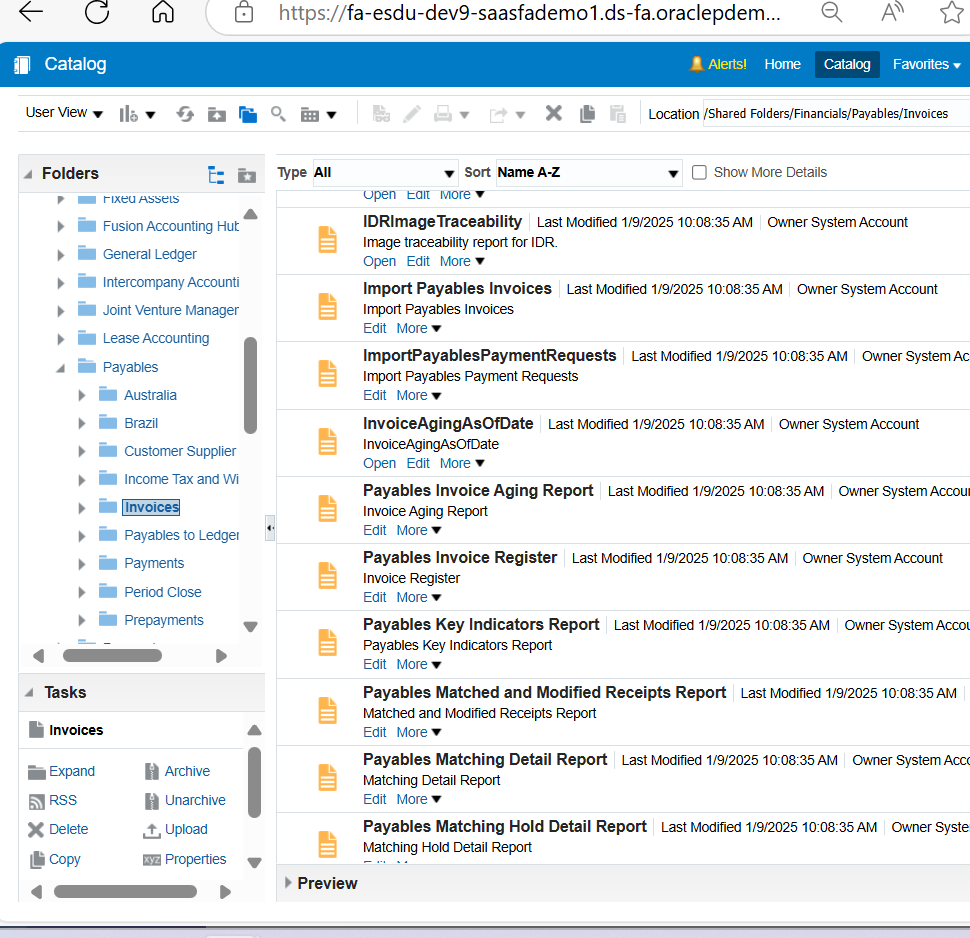 https://fa-esdu-dev9-saasfademo1.ds-fa.oraclepdem...
Catalog
Alerts! Home Catalog Favorites
User View
Location /Shared Folders/Financials/Payables/Invoices
Folders
Fixed Assets
Fusion Accounting Hub
General Ledger
Intercompany Accounti
Joint Venture Manager
Lease Accounting
Payables
Australia
Brazil
Customer Supplier
Income Tax and Wi
Invoices
Payables to Ledger
Payments
Period Close
Prepayments
Tasks
Invoices
Expand Archive
RSS Unarchive
Delete Upload
Copy xyz Properties
Type All Sort Name A-Z Show More Details
Open Edit More
IDRImageTraceability Last Modified 1/9/2025 10:08:35 AM Owner System Account
Image traceability report for IDR.
Open Edit More
Import Payables Invoices Last Modified 1/9/2025 10:08:35 AM Owner System Account
Import Payables Invoices
Edit More
ImportPayablesPaymentRequests Last Modified 1/9/2025 10:08:35 AM Owner System Ac
Import Payables Payment Requests
Edit More
InvoiceAgingAsOfDate Last Modified 1/9/2025 10:08:35 AM Owner System Account
InvoiceAgingAsOfDate
Open Edit More
Payables Invoice Aging Report Last Modified 1/9/2025 10:08:35 AM Owner System Accour
Invoice Aging Report
Edit More
Payables Invoice Register Last Modified 1/9/2025 10:08:35 AM Owner System Account
Invoice Register
Edit More
Payables Key Indicators Report Last Modified 1/9/2025 10:08:35 AM Owner System Accou
Payables Key Indicators Report
Edit More
Payables Matched and Modified Receipts Report Last Modified 1/9/2025 10:08:35 AM
Matched and Modified Receipts Report
Edit More
Payables Matching Detail Report Last Modified 1/9/2025 10:08:35 AM Owner System Acco
Matching Detail Report
Edit More
Payables Matching Hold Detail Report Last Modified 1/9/2025 10:08:35 AM Owner Syste
Matching Hold Detail Report
Preview